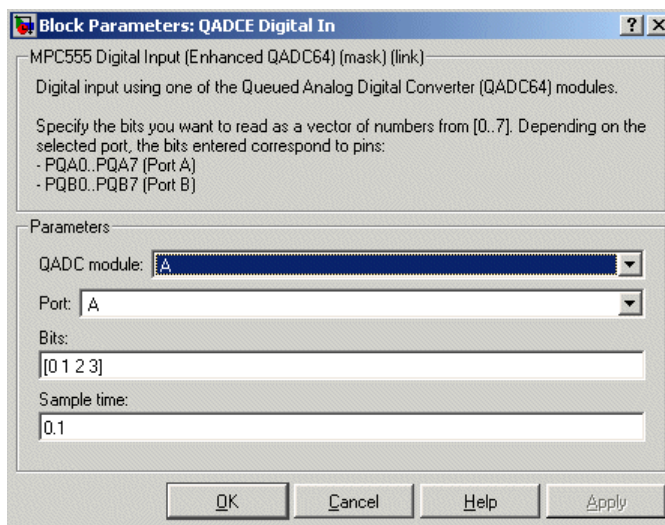 Block Parameters: QADCE Digital In
MPC555 Digital Input (Enhanced QADC64) (mask) (link)
Digital input using one of the Queued Analog Digital Converter (QADC64) modules.
Specify the bits you want to read as a vector of numbers from [0..7]. Depending on the
selected port, the bits entered correspond to pins:
- PQA0..PQA7 (Port A)
- PQB0..PQB7 (Port B)
Parameters
QADC module: A
Port: A
Bits:
[0 1 2 3]
Sample time:
0.1
OK Cancel Help Apply